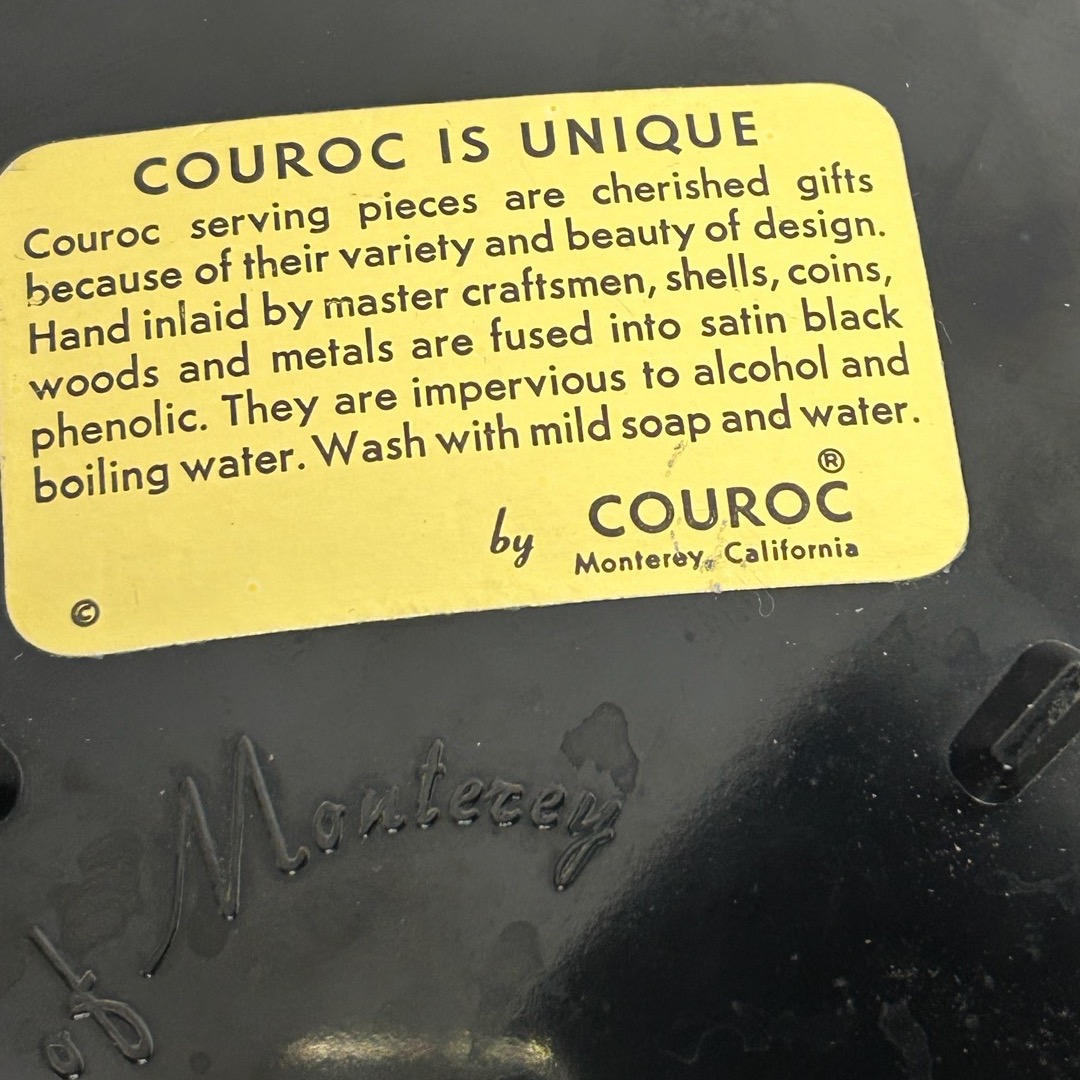 COUROC IS UNIQUE
Couroc serving pieces are cherished gifts
because of their variety and beauty of design.
Hand inlaid by master craftsmen, shells, coins,
woods and metals are fused into satin black
phenolic. They are impervious to alcohol and
boiling water. Wash with mild soap and water.
®
by COUROC
Monterey, California
©
of Monterey